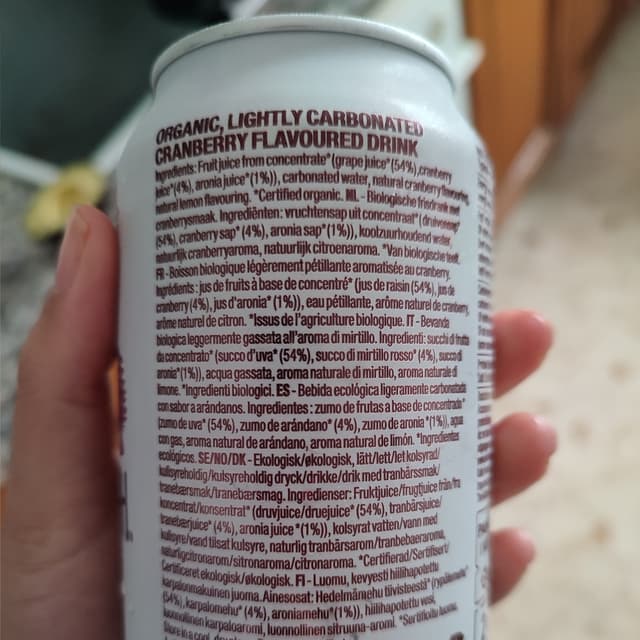 ORGANIC, LIGHTLY CARBONATED
CRANBERRY FLAVOURED DRINK
Ingredients: Fruit juice from concentrate* (grape juice* (54%), cranberry
juice* (4%), aronia juice* (1%)), carbonated water, natural cranberry flavouring,
natural lemon flavouring. *Certified organic. NL - Biologische frisdrank met
cranberrysmaak. Ingrediënten: vruchtensap uit concentraat* (druivensap*
(54%), cranberry sap* (4%), aronia sap* (1%)), koolzuurhoudend water,
natuurlijk cranberryaroma, natuurlijk citroenaroma. *Van biologische teelt.
FR - Boisson biologique légèrement pétillante aromatisée au cranberry.
Ingrédients : jus de fruits à base de concentré* (jus de raisin (54%), jus de
cranberry (4%), jus d'aronia* (1%)), eau pétillante, arôme naturel de cranberry,
arôme naturel de citron. *Issus de l'agriculture biologique. IT - Bevanda
biologica leggermente gassata all'aroma di mirtillo. Ingredienti: succhi di frutta
da concentrato* (succo d'uva* (54%), succo di mirtillo rosso* (4%), succo di
aronia* (1%)), acqua gassata, aroma naturale di mirtillo, aroma naturale di
limone. *Ingredienti biologici. ES - Bebida ecológica ligeramente carbonatada
con sabor a arándanos. Ingredientes : zumo de frutas a base de concentrado*
(zumo de uva* (54%), zumo de arándano* (4%), zumo de aronia* (1%)), agua
con gas, aroma natural de arándano, aroma natural de limón. *Ingredientes
ecológicos. SE/NO/DK - Ekologisk/økologisk, lätt/lett/let kolsyrad/
kullsyreholdig/kulsyreholdig dryck/drikke/drik med tranbärssmak/
tranebærsmak/tranebærsmag. Ingredienser: Fruktjuice/frugtjuice från/fra
koncentrat/konsentrat* (druvjuice/druejuice* (54%), tranbärsjuice/
tranebærjuice* (4%), aronia juice* (1%)), kolsyrat vatten/vann med
kullsyre/vand tilsat kulsyre, naturlig tranbärsarom/tranbebæraroma,
naturlig citronarom/sitronaroma/citronaroma. *Certifierad/Sertifisert/
Certificeret ekologisk/økologisk. FI - Luomu, kevyesti hiilihapotettu
karpalonmakuinen juoma. Ainesosat: Hedelmämehu tiivisteestä* (rypälemehu*
(54%), karpalomehu* (4%), aroniamehu* (1%)), hiilihapotettu vesi,
luonnollinen karpaloaromi, luonnollinen sitruuna-aromi. *Sertifioitu luomu.